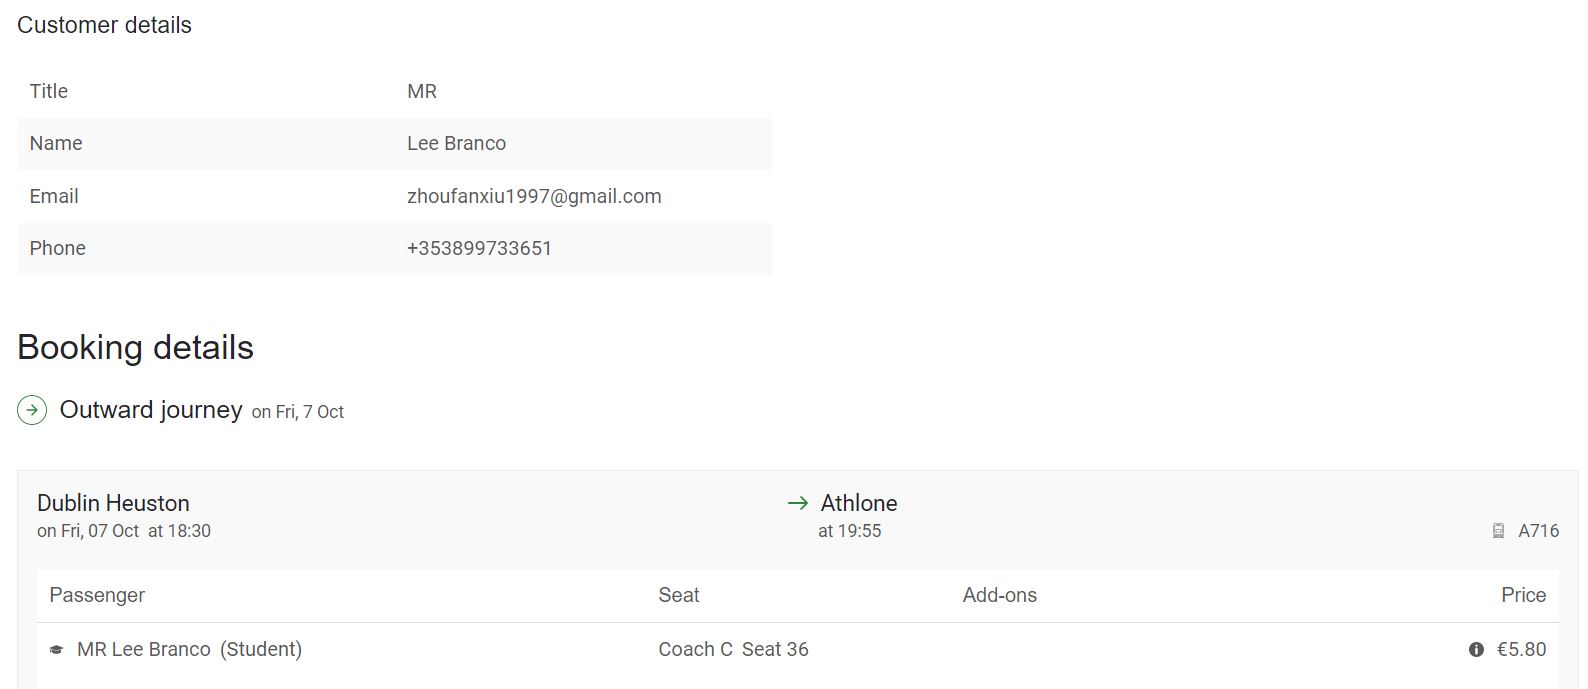 Customer details
Title MR
Name Lee Branco
Email zhoufanxiu1997@gmail.com
Phone +353899733651
Booking details
Outward journey on Fri, 7 Oct
Dublin Heuston Athlone
on Fri, 07 Oct at 18:30 at 19:55 A716
Passenger Seat Add-ons Price
MR Lee Branco (Student) Coach C Seat 36 €5.80